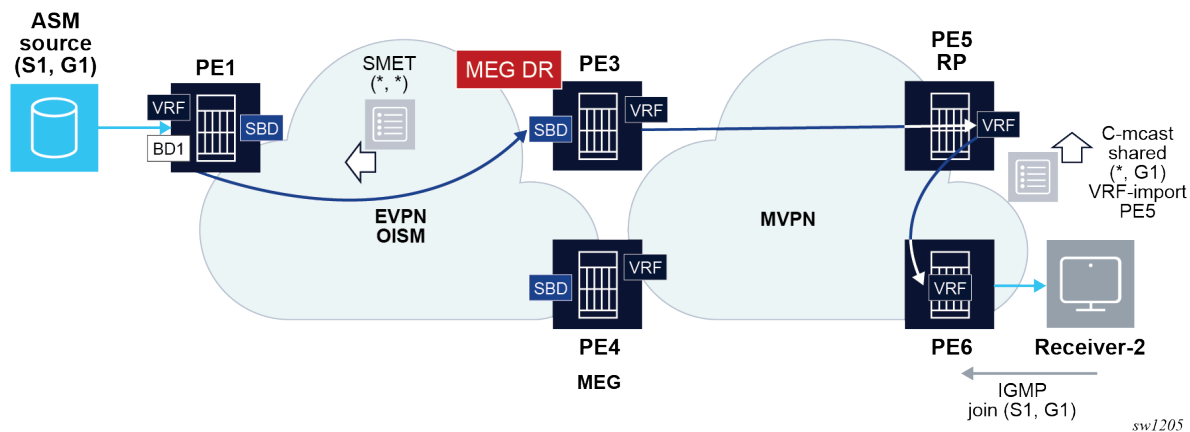 ASM
source
(S1, G1)
PE1
VRF
BD1
SBD
SMET
(*, *)
EVPN
OISM
MEG DR
PE3
SBD
VRF
SBD
VRF
PE4
MEG
MVPN
PE5
RP
VRF
C-mcast
shared
(*, G1)
VRF-import
PE5
VRF
PE6
Receiver-2
IGMP
join (S1, G1)
sw1205